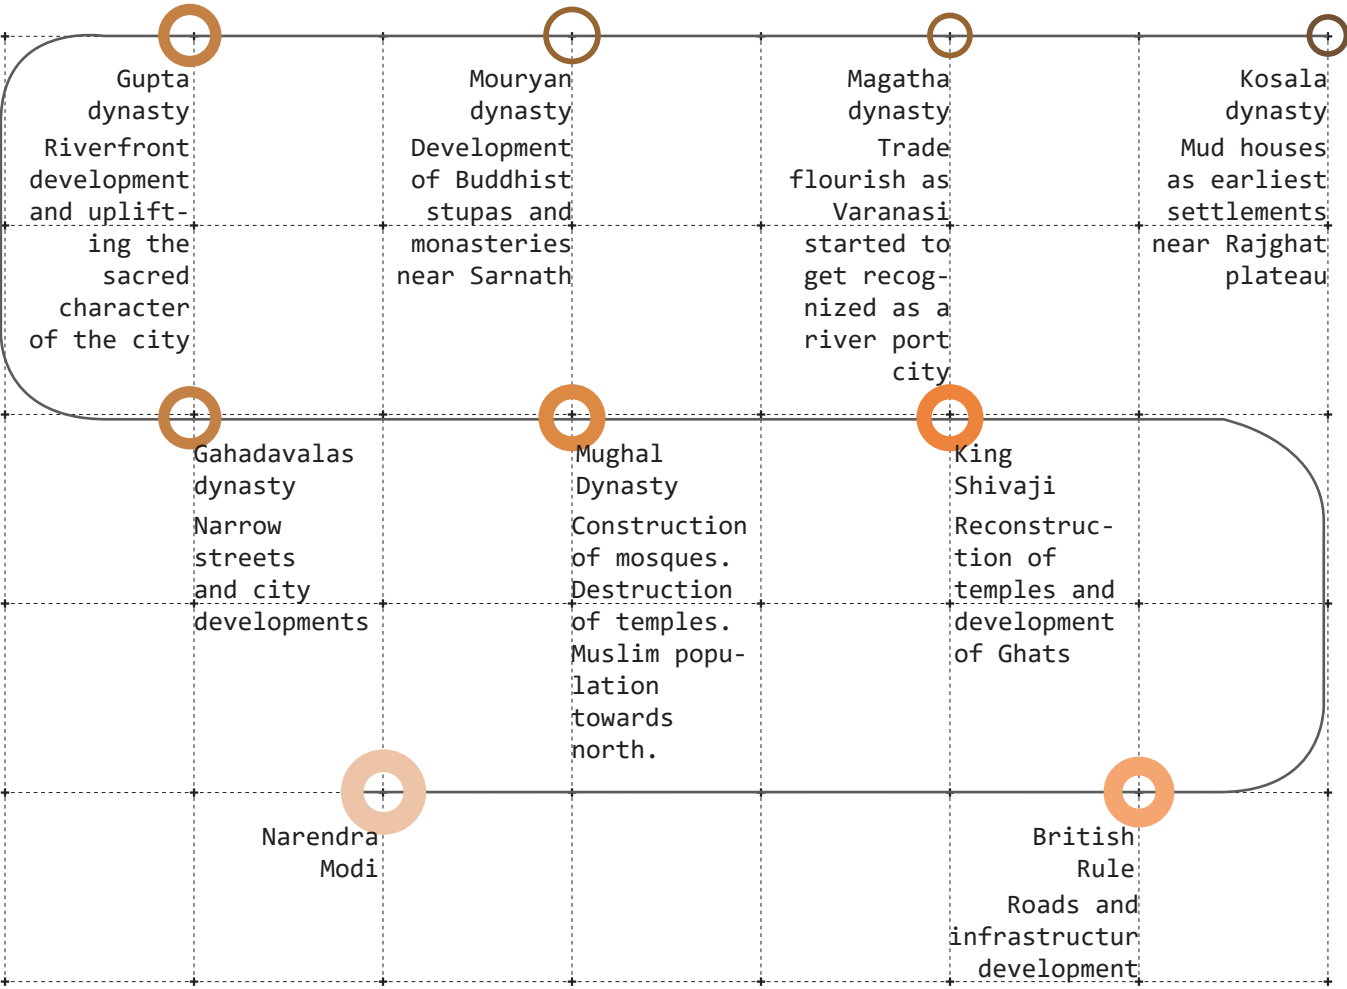 Gupta
dynasty
Riverfront
development
and uplift-
ing the
sacred
character
of the city
Mouryan
dynasty
Development
of Buddhist
stupas and
monasteries
near Sarnath
Magatha
dynasty
Trade
flourish as
Varanasi
started to
get recog-
nized as a
river port
city
Kosala
dynasty
Mud houses
as earliest
settlements
near Rajghat
plateau
Gahadavalas
dynasty
Narrow
streets
and city
developments
Mughal
Dynasty
Construction
of mosques.
Destruction
of temples.
Muslim popu-
lation
towards
north.
King
Shivaji
Reconstruc-
tion of
temples and
development
of Ghats
Narendra
Modi
British
Rule
Roads and
infrastructur
development